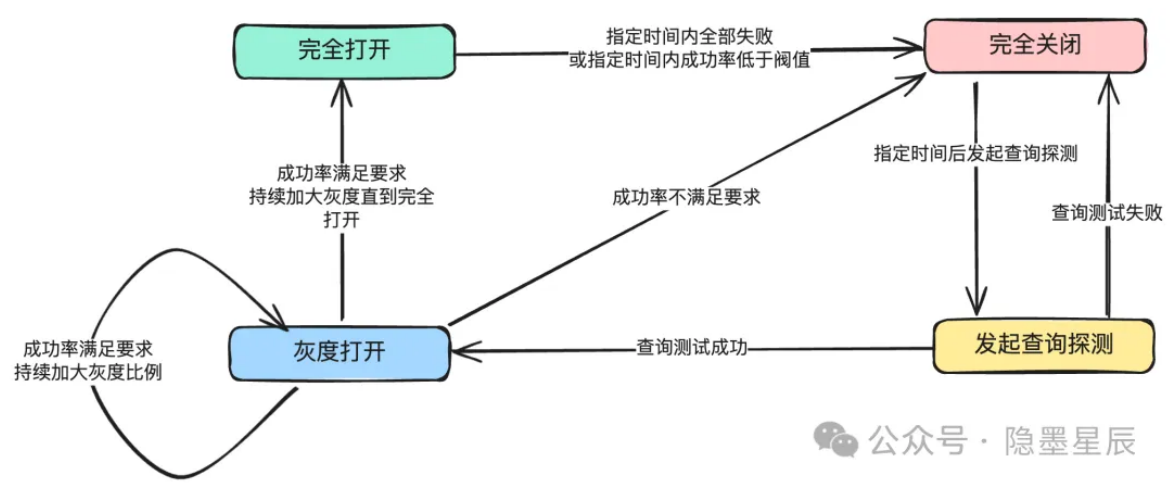 完全打开
指定时间内全部失败
或指定时间内成功率低于阀值
完全关闭
成功率满足要求
持续加大灰度直到完全
打开
成功率不满足要求
指定时间后发起查询探测
查询测试失败
成功率满足要求
持续加大灰度比例
灰度打开
查询测试成功
发起查询探测
公众号·隐墨星辰